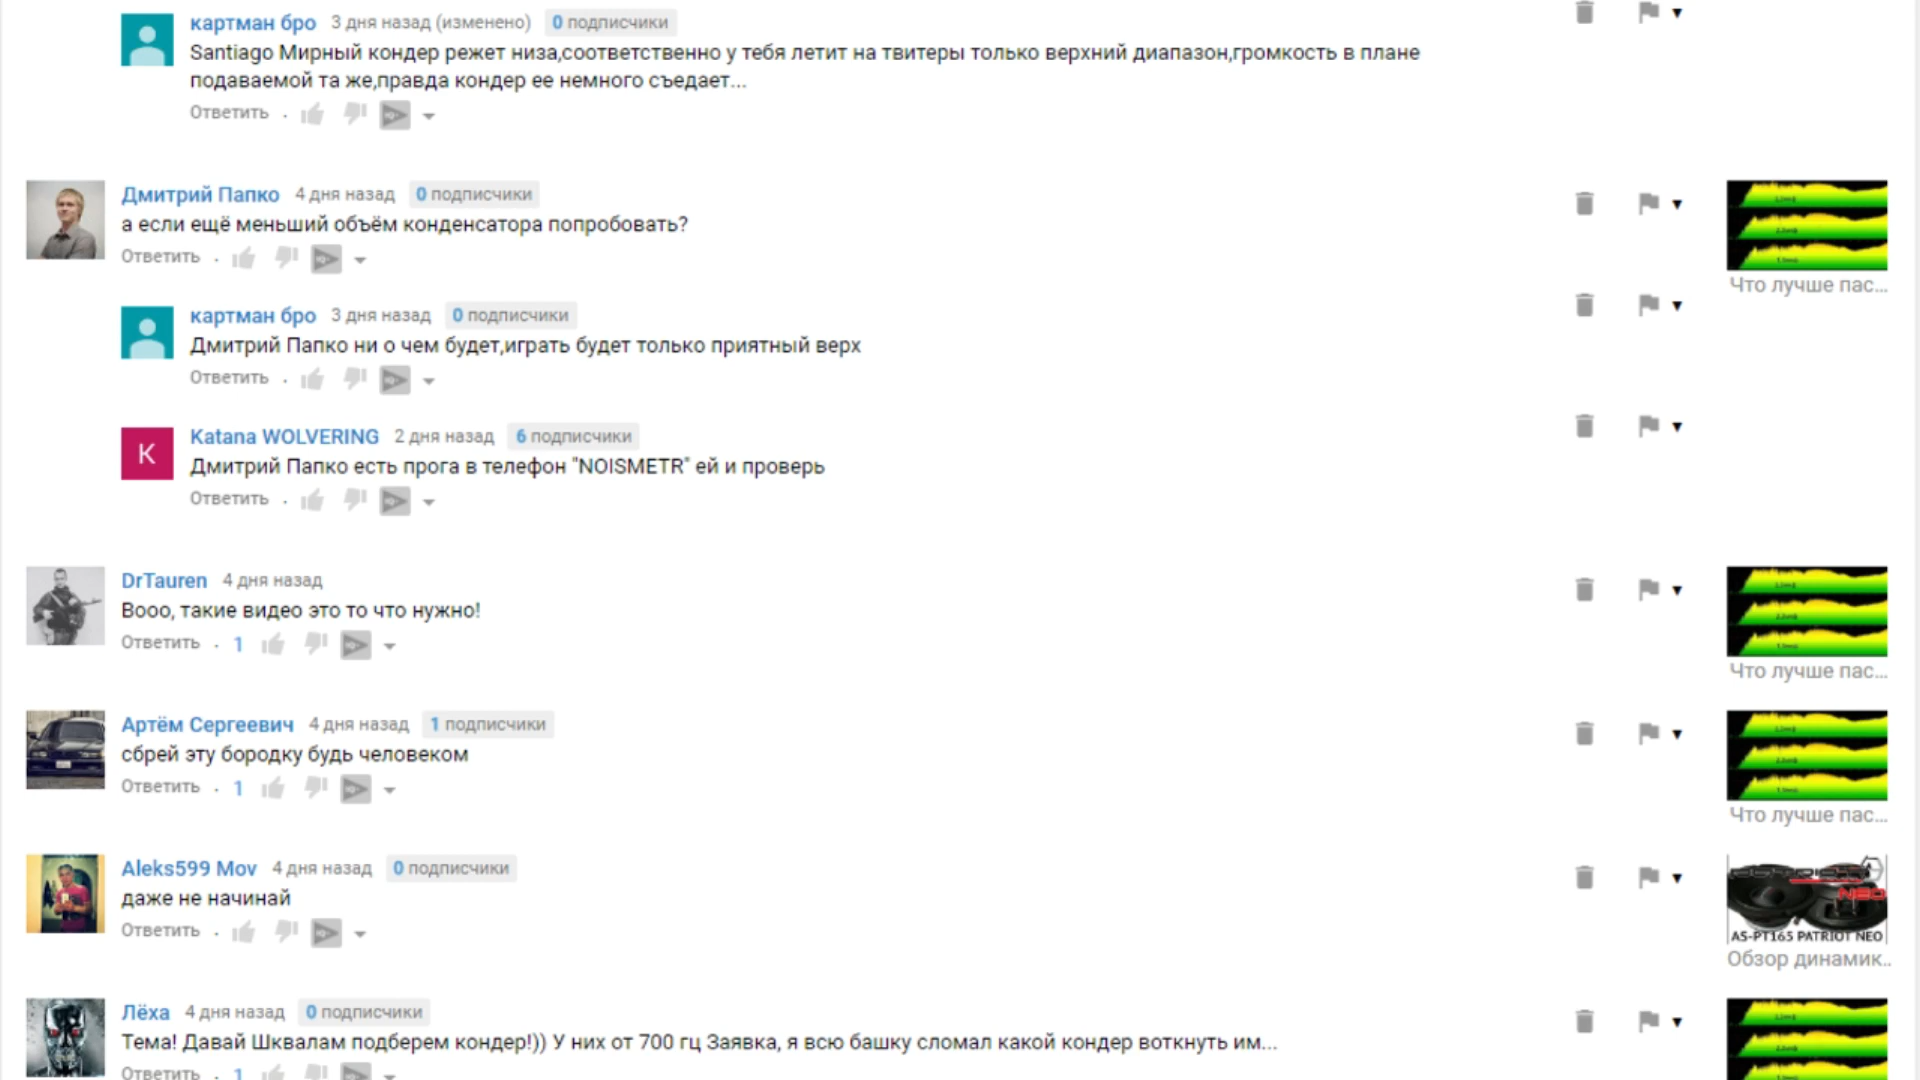 картман бро 3 дня назад (изменено) 0 подписчики
Santiago Мирный кондер режет низа,соответственно у тебя летит на твитеры только верхний диапазон,громкость в плане
подаваемой та же,правда кондер ее немного съедает...
Ответить
Дмитрий Папко 4 дня назад 0 подписчики
а если ещё меньший объём конденсатора попробовать?
Ответить
Что лучше пас...
картман бро 3 дня назад 0 подписчики
Дмитрий Папко ни о чем будет,играть будет только приятный верх
Ответить
K
Katana WOLVERING 2 дня назад 6 подписчики
Дмитрий Папко есть прога в телефон "NOISMETR" ей и проверь
Ответить
DrTauren 4 дня назад
Вооо, такие видео это то что нужно!
Ответить 1
Что лучше пас...
Артём Сергеевич 4 дня назад 1 подписчики
сбрей эту бородку будь человеком
Ответить 1
Что лучше пас...
Aleks599 Mov 4 дня назад 0 подписчики
даже не начинай
Ответить
NEO
AS-PT165 PATRIOT NEO
Обзор динамик..
Лёха 4 дня назад 0 подписчики
Тема! Давай Шквалам подберем кондер!)) У них от 700 гц Заявка, я всю башку сломал какой кондер воткнуть им...
Ответить 1